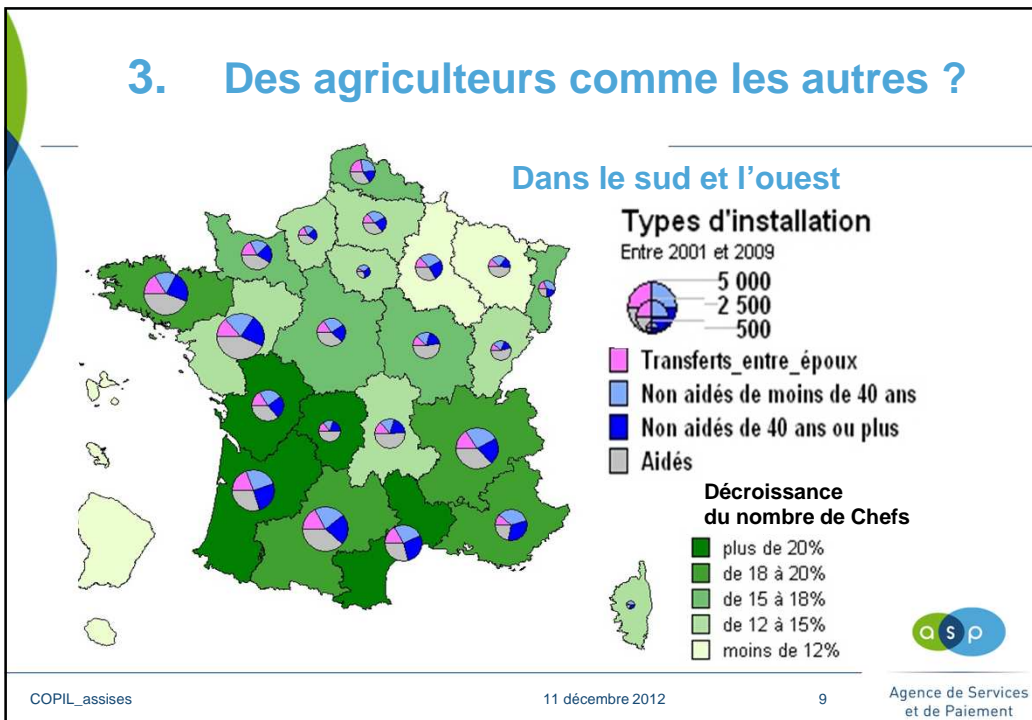 3. Des agriculteurs comme les autres ?
Dans le sud et l'ouest
Types d'installation
Entre 2001 et 2009
5 000
2 500
500
Transferts_entre_époux
Non aidés de moins de 40 ans
Non aidés de 40 ans ou plus
Aidés
Décroissance
du nombre de Chefs
plus de 20%
de 18 à 20%
de 15 à 18%
de 12 à 15%
moins de 12%
asp
Agence de Services
et de Paiement
COPIL_assises
11 décembre 2012
9